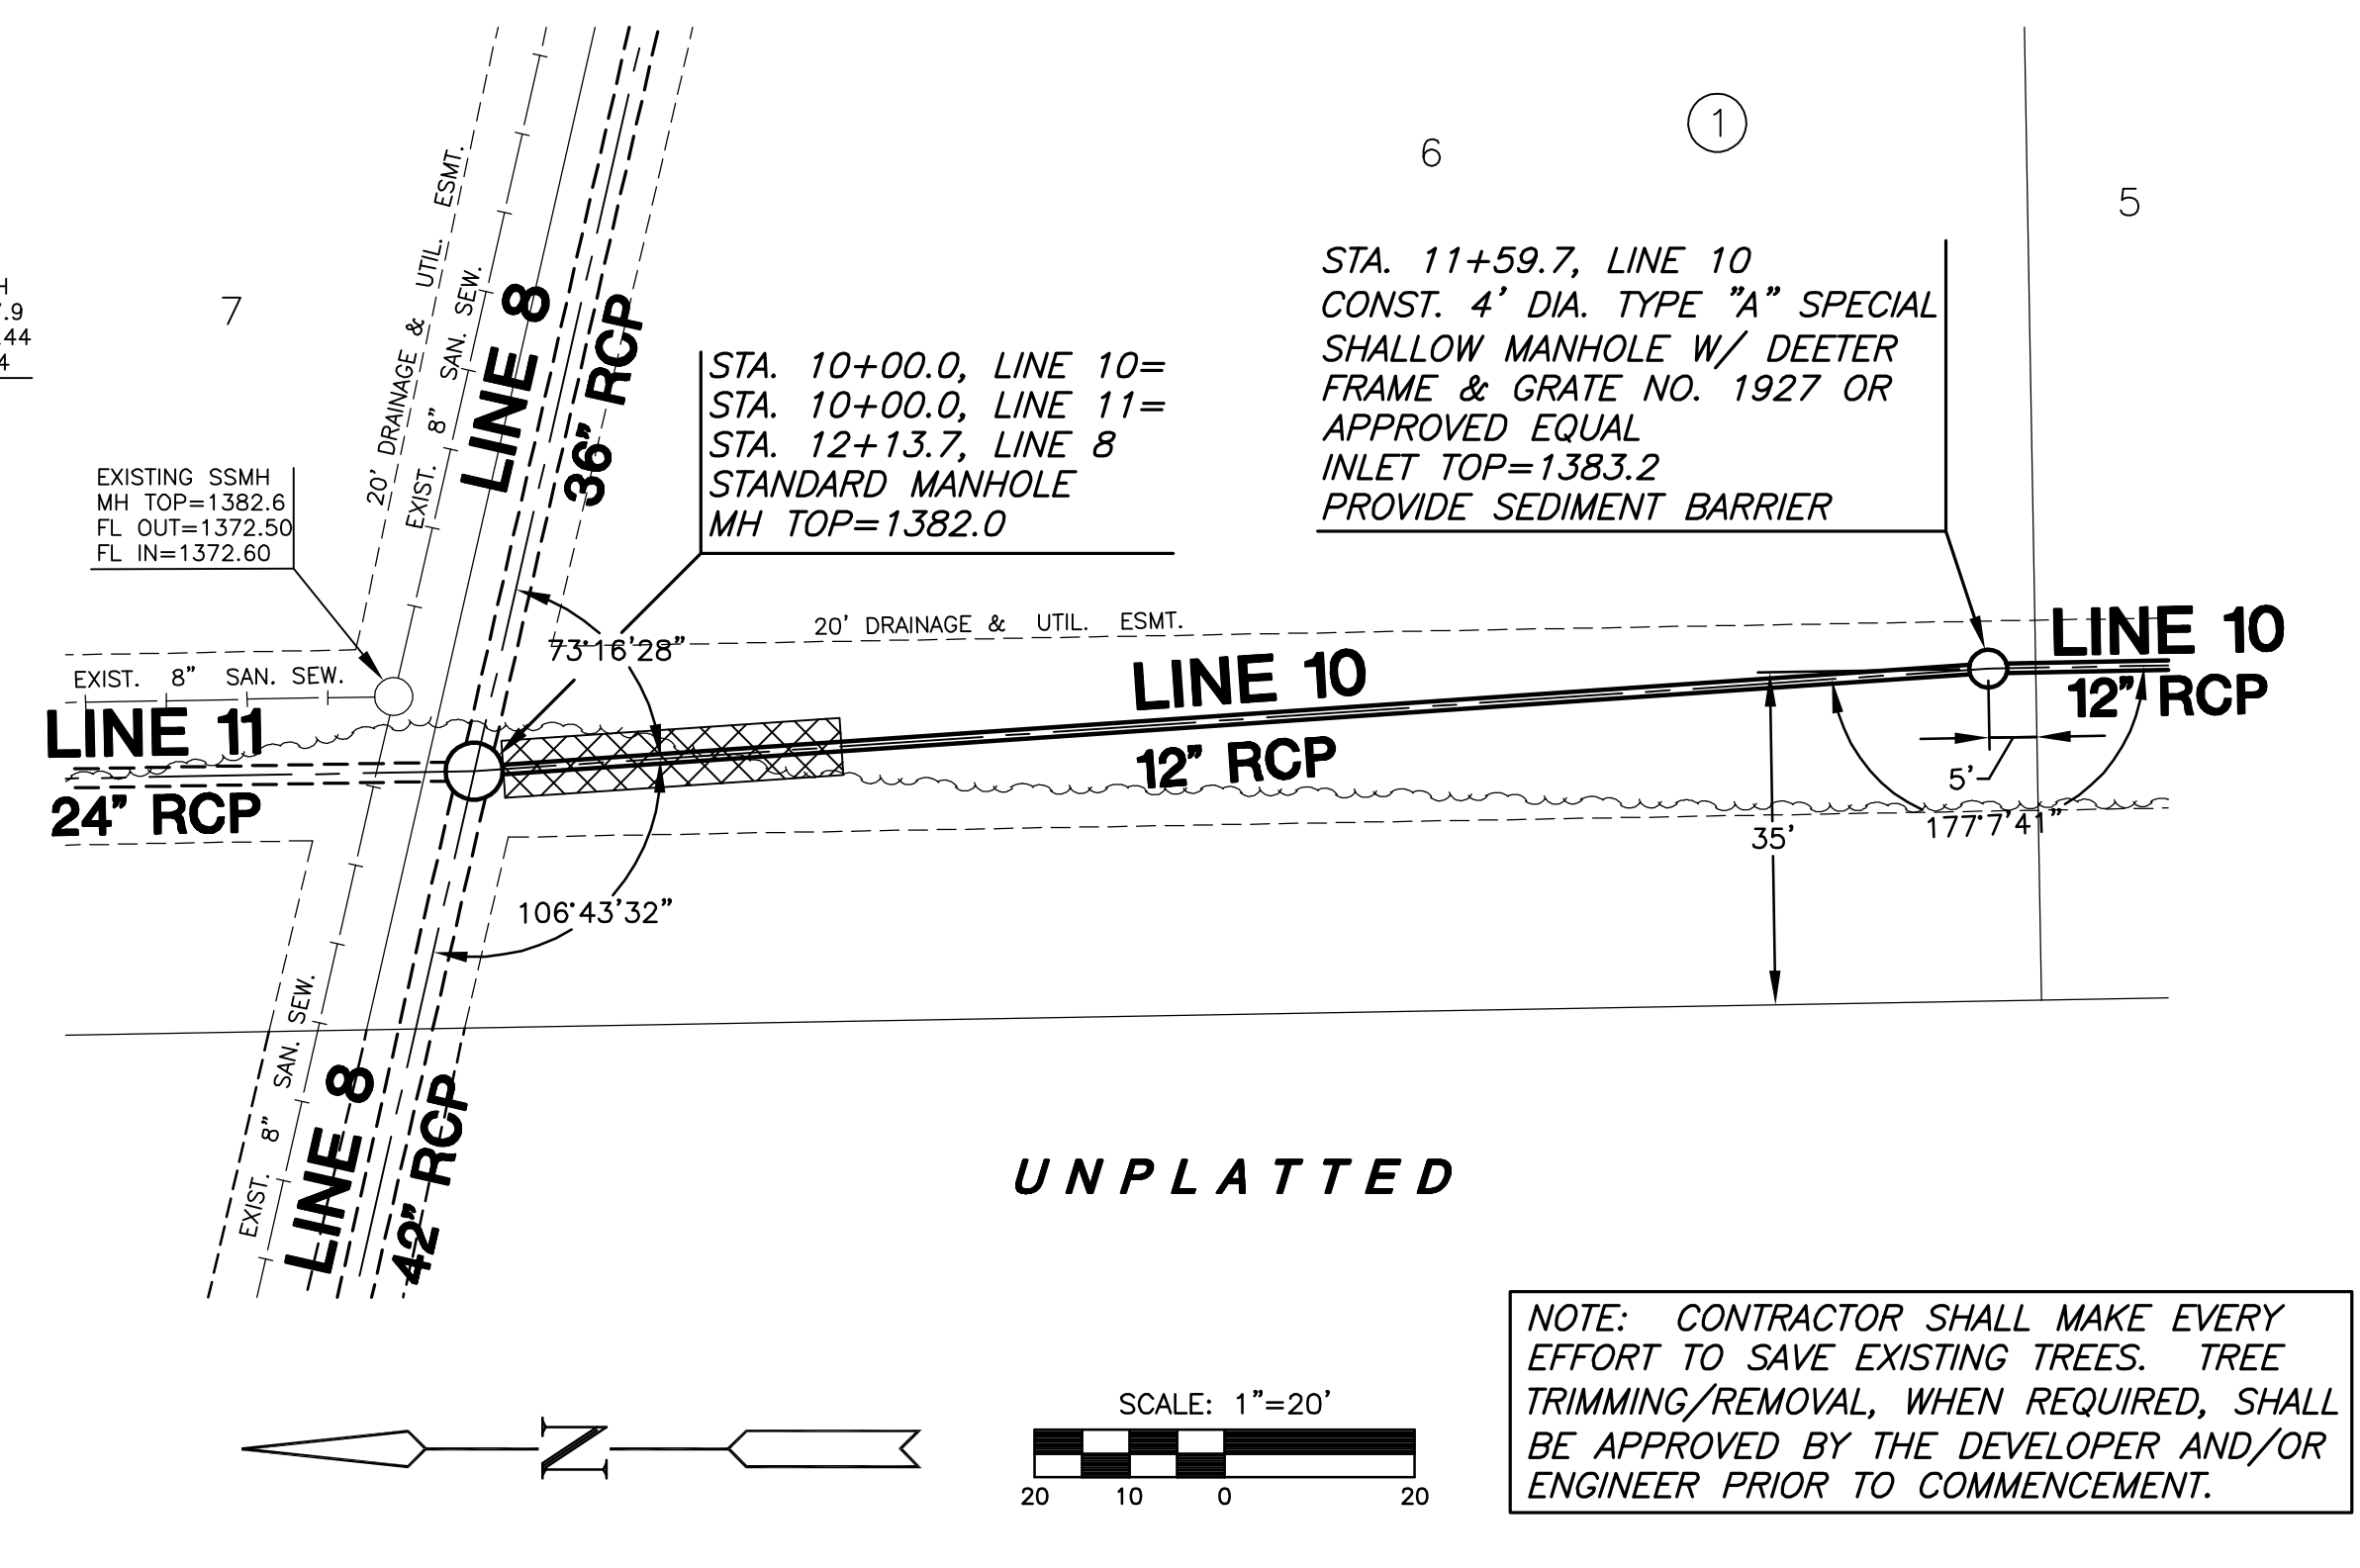 1
6
5
7
H
7.9
.44
4
STA. 11+59.7, LINE 10
CONST. 4' DIA. TYPE "A" SPECIAL
SHALLOW MANHOLE W/ DEETER
FRAME & GRATE NO. 1927 OR
APPROVED EQUAL
INLET TOP=1383.2
PROVIDE SEDIMENT BARRIER
STA. 10+00.0, LINE 10=
STA. 10+00.0, LINE 11=
STA. 12+13.7, LINE 8
STANDARD MANHOLE
MH TOP=1382.0
20' DRAINAGE & UTIL. ESMT.
EXIST. 8" SAN. SEW.
LINE 8
36" RCP
EXISTING SSMH
MH TOP=1382.6
FL OUT=1372.50
FL IN=1372.60
73°16'28"
20' DRAINAGE & UTIL. ESMT.
LINE 10
12" RCP
EXIST. 8" SAN. SEW.
LINE 11
24" RCP
LINE 10
12" RCP
5'
35'
177°7'41"
106°43'32"
EXIST. 8" SAN. SEW.
LINE 8
42" RCP
UNPLATTED
N
SCALE: 1"=20'
20 10 0 20
NOTE: CONTRACTOR SHALL MAKE EVERY
EFFORT TO SAVE EXISTING TREES. TREE
TRIMMING/REMOVAL, WHEN REQUIRED, SHALL
BE APPROVED BY THE DEVELOPER AND/OR
ENGINEER PRIOR TO COMMENCEMENT.